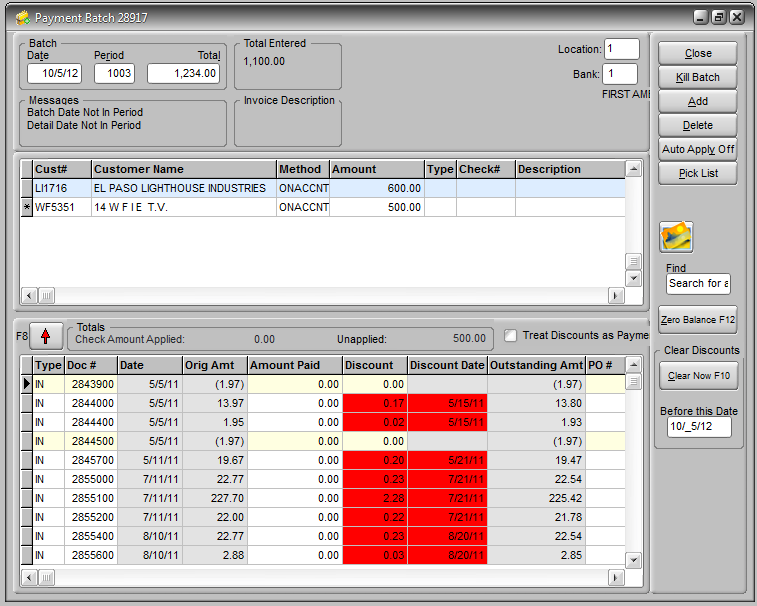 Payment Batch 28917
Batch
Date Period Total
10/5/12 1003 1,234.00
Total Entered
1,100.00
Messages
Batch Date Not In Period
Detail Date Not In Period
Invoice Description
Location: 1
Bank: 1
FIRST AME
Close
Kill Batch
Add
Delete
Auto Apply Off
Pick List
Cust# Customer Name Method Amount Type Check# Description
LI1716 EL PASO LIGHTHOUSE INDUSTRIES ONACCNT 600.00
* WF5351 14 W F I E T.V. ONACCNT 500.00
Find
Search for a
Zero Balance F12
Clear Discounts
Clear Now F10
Before this Date
10/_5/12
F8
Totals
Check Amount Applied: 0.00 Unapplied: 500.00
Treat Discounts as Payme
Type Doc # Date Orig Amt Amount Paid Discount Discount Date Outstanding Amt PO #
IN 2843900 5/5/11 (1.97) 0.00 0.00 (1.97)
IN 2844000 5/5/11 13.97 0.00 0.17 5/15/11 13.80
IN 2844400 5/5/11 1.95 0.00 0.02 5/15/11 1.93
IN 2844500 5/5/11 (1.97) 0.00 0.00 (1.97)
IN 2845700 5/11/11 19.67 0.00 0.20 5/21/11 19.47
IN 2855000 7/11/11 22.77 0.00 0.23 7/21/11 22.54
IN 2855100 7/11/11 227.70 0.00 2.28 7/21/11 225.42
IN 2855200 7/11/11 22.00 0.00 0.22 7/21/11 21.78
IN 2855400 8/10/11 22.77 0.00 0.23 8/20/11 22.54
IN 2855600 8/10/11 2.88 0.00 0.03 8/20/11 2.85